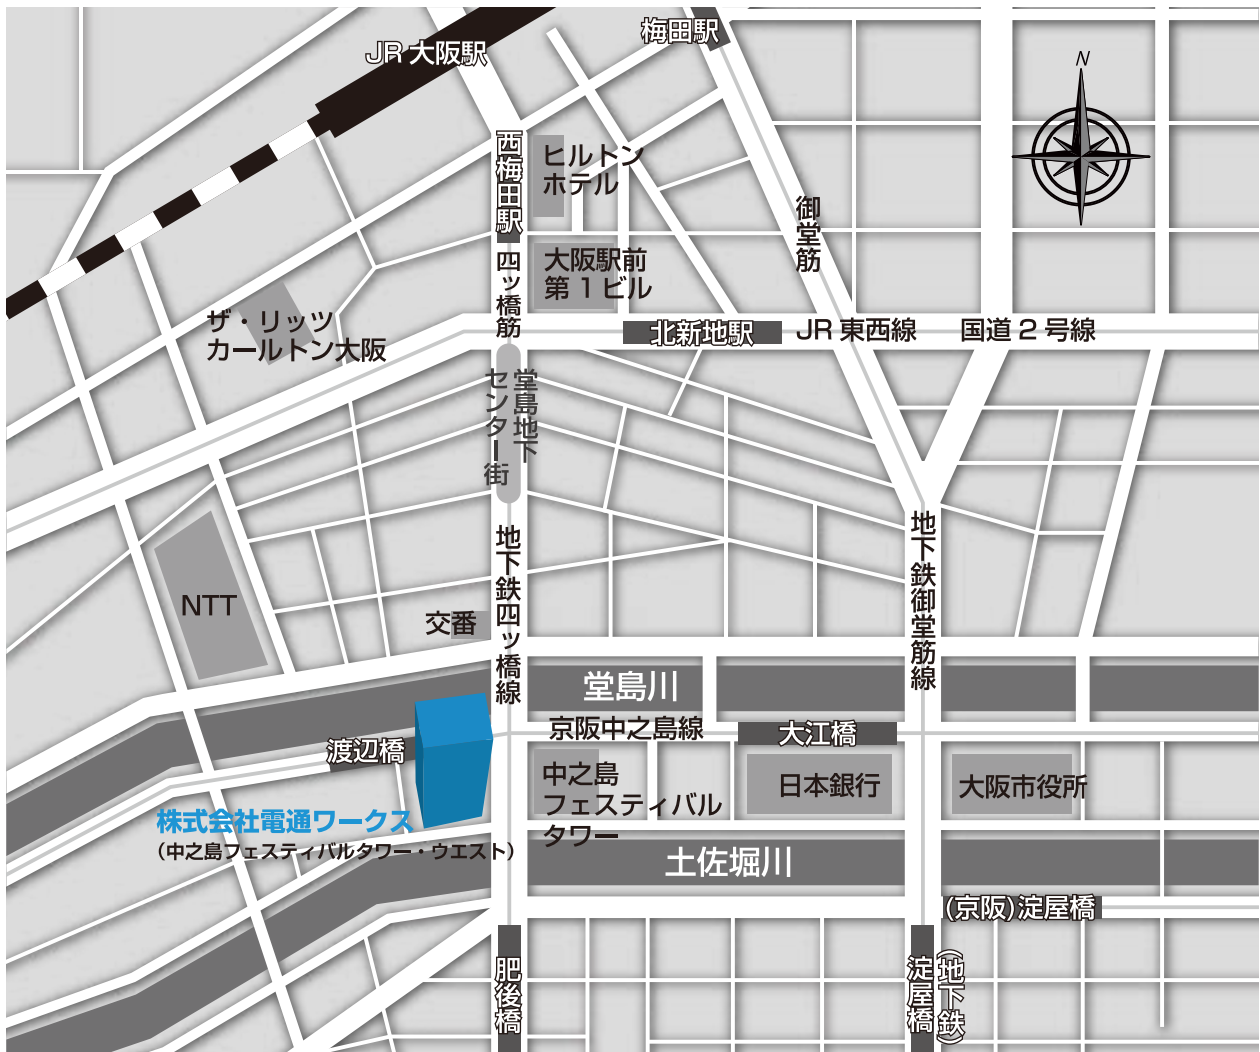 梅田駅
JR 大阪駅
N
西梅田駅
ヒルトン
ホテル
御堂筋
四ッ橋筋
大阪駅前
第1ビル
ザ・リッツ
カールトン大阪
北新地駅
JR東西線
国道2号線
堂島地下
センター街
地下鉄四ッ橋線
地下鉄御堂筋線
NTT
交番
堂島川
京阪中之島線
大江橋
渡辺橋
中之島
フェスティバル
タワー
日本銀行
大阪市役所
株式会社電通ワークス
（中之島フェスティバルタワー・ウエスト）
土佐堀川
(京阪)淀屋橋
肥後橋
淀屋橋
(地下鉄)